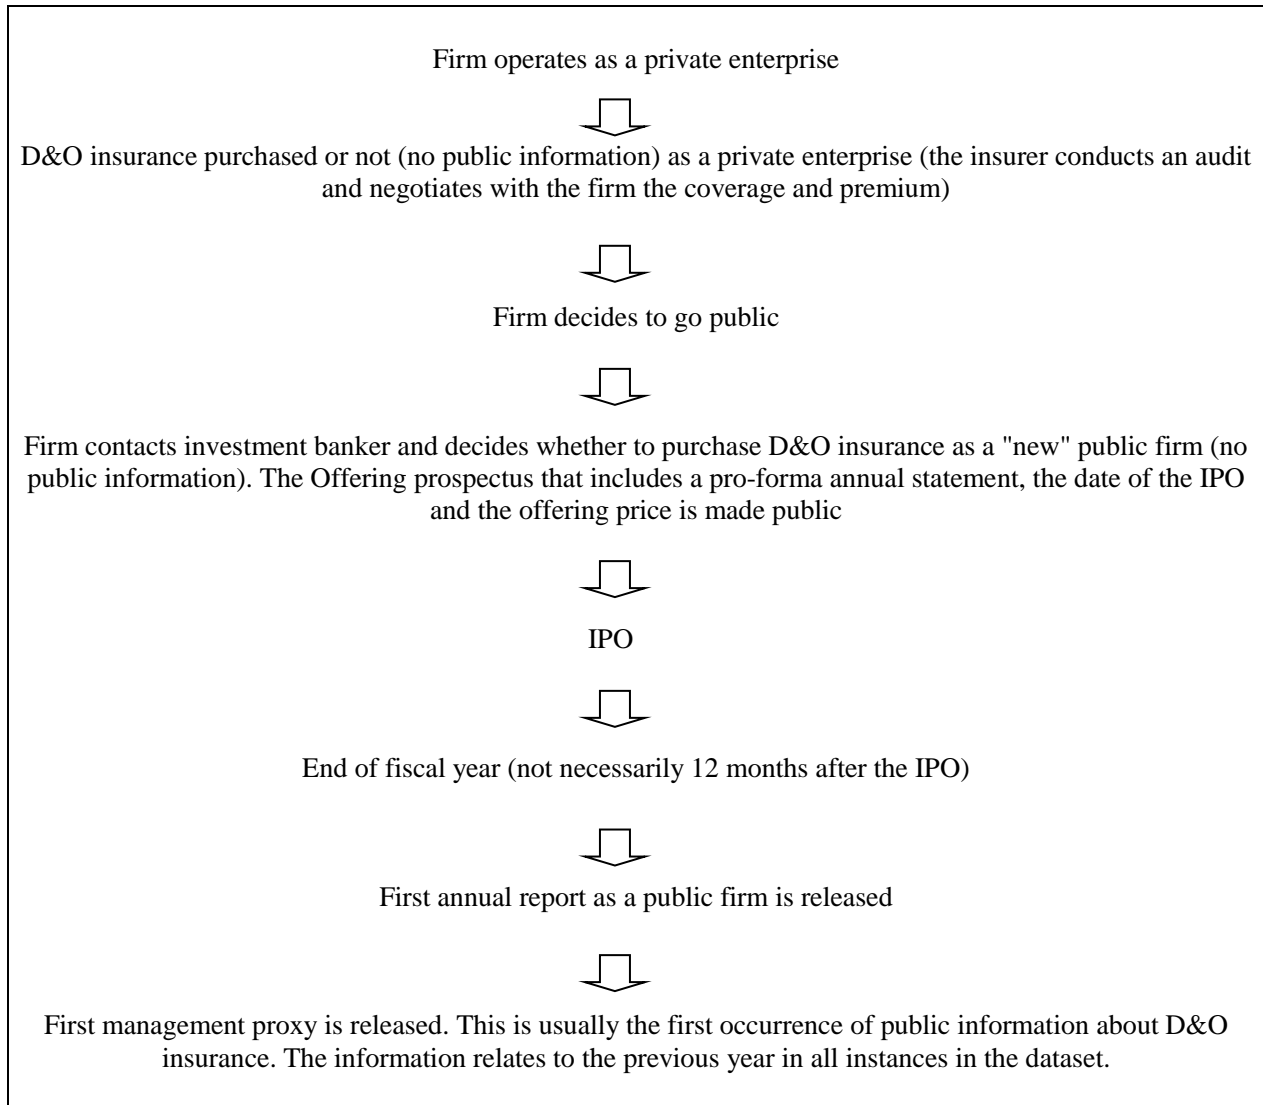 Firm operates as a private enterprise
D&O insurance purchased or not (no public information) as a private enterprise (the insurer conducts an audit
and negotiates with the firm the coverage and premium)
Firm decides to go public
Firm contacts investment banker and decides whether to purchase D&O insurance as a "new" public firm (no
public information). The Offering prospectus that includes a pro-forma annual statement, the date of the IPO
and the offering price is made public
IPO
End of fiscal year (not necessarily 12 months after the IPO)
First annual report as a public firm is released
First management proxy is released. This is usually the first occurrence of public information about D&O
insurance. The information relates to the previous year in all instances in the dataset.